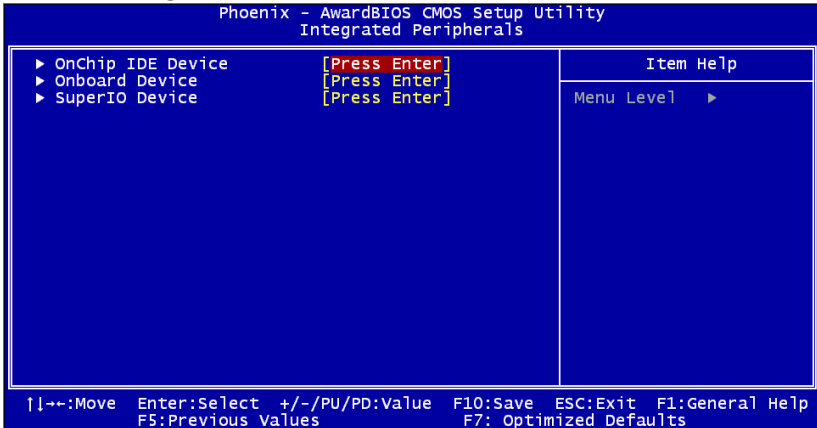 Phoenix - AwardBIOS CMOS Setup Utility
Integrated Peripherals
▶ OnChip IDE Device [Press Enter]
▶ Onboard Device [Press Enter]
▶ SuperIO Device [Press Enter]
Item Help
Menu Level ▶
↑↓→←:Move Enter:Select +/-/PU/PD:Value F10:Save ESC:Exit F1:General Help
F5:Previous Values F7: Optimized Defaults